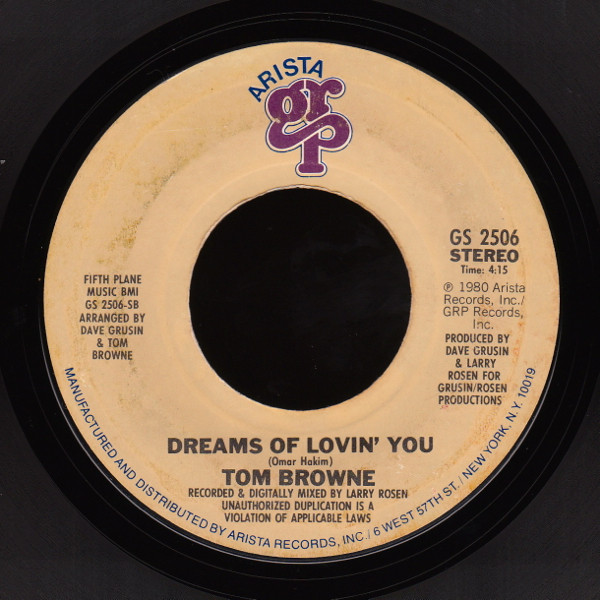 ARISTA
grp
GS 2506
STEREO
Time: 4:15
℗ 1980 Arista
Records, Inc./
GRP Records,
Inc.
PRODUCED BY
DAVE GRUSIN
& LARRY
ROSEN FOR
GRUSIN/ROSEN
PRODUCTIONS
FIFTH PLANE
MUSIC BMI
GS 2506-SB
ARRANGED BY
DAVE GRUSIN
& TOM
BROWNE
DREAMS OF LOVIN' YOU
(Omar Hakim)
TOM BROWNE
RECORDED & DIGITALLY MIXED BY LARRY ROSEN
UNAUTHORIZED DUPLICATION IS A
VIOLATION OF APPLICABLE LAWS
MANUFACTURED AND DISTRIBUTED BY ARISTA RECORDS, INC./ 6 WEST 57TH ST./ NEW YORK, N.Y. 10019